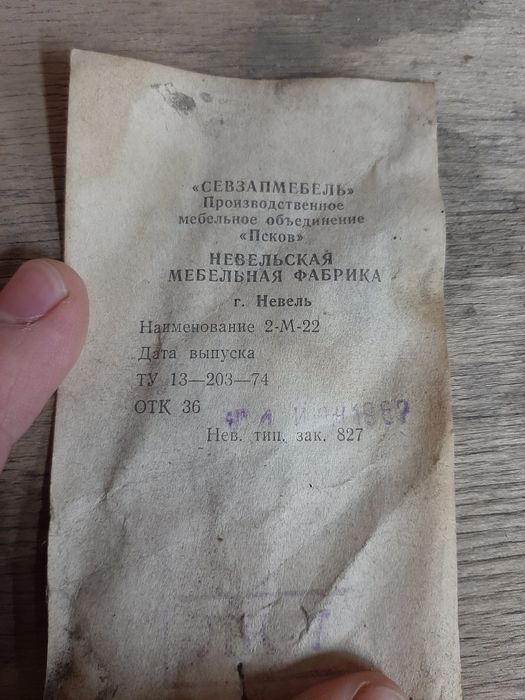 «СЕВЗАПМЕБЕЛЬ»
Производственное
мебельное объединение
«Псков»
НЕВЕЛЬСКАЯ
МЕБЕЛЬНАЯ ФАБРИКА
г. Невель
Наименование 2-М-22
Дата выпуска
ТУ 13—203—74
ОТК 36
Нев. тип. зак. 827